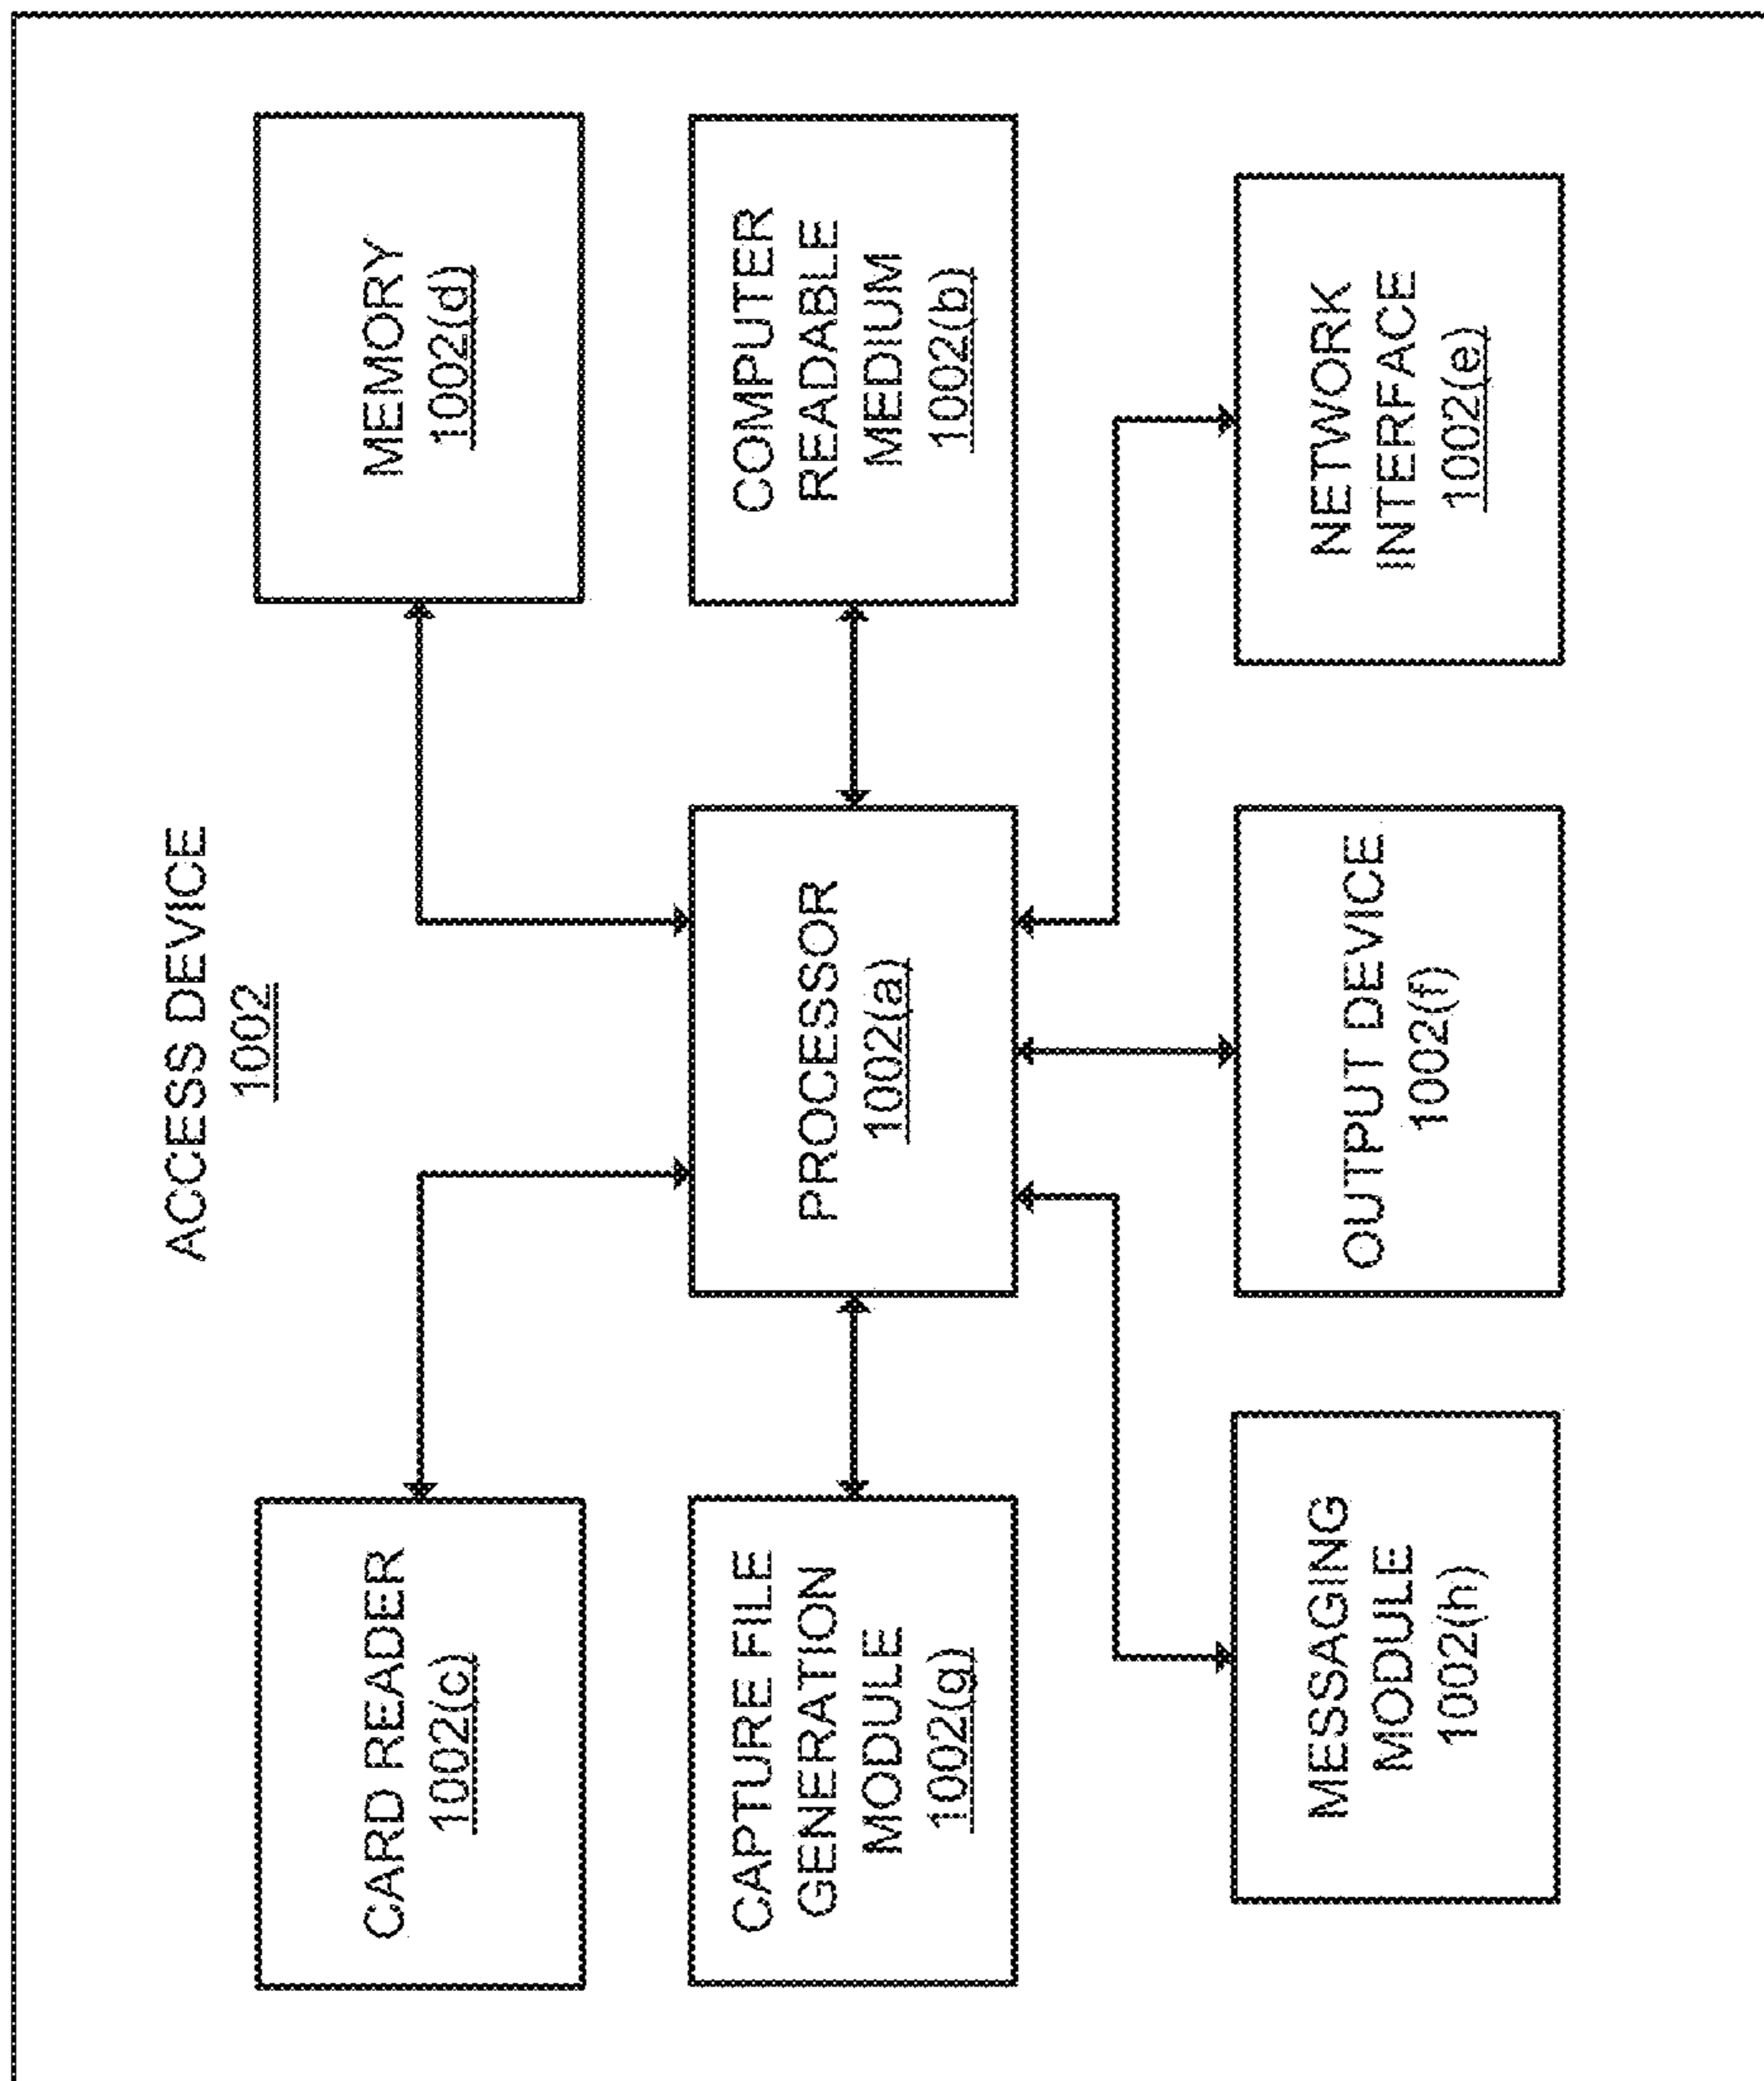 ACCESS DEVICE
1002
CARD READER
1002(c)
MEMORY
1002(d)
CAPTURE FILE
GENERATION
MODULE
1002(g)
PROCESSOR
1002(a)
COMPUTER
READABLE
MEDIUM
1002(b)
MESSAGING
MODULE
1002(h)
OUTPUT DEVICE
1002(f)
NETWORK
INTERFACE
1002(e)